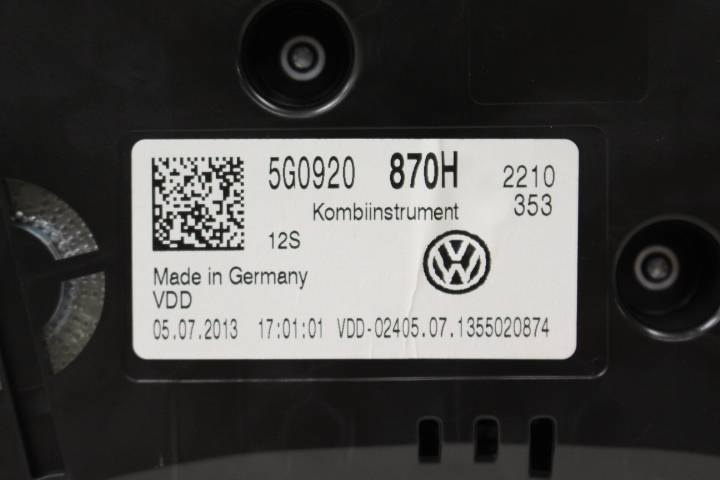 5G0920 870H 2210
Kombiinstrument 353
12S
Made in Germany
VDD
05.07.2013 17:01:01 VDD-02405.07.1355020874